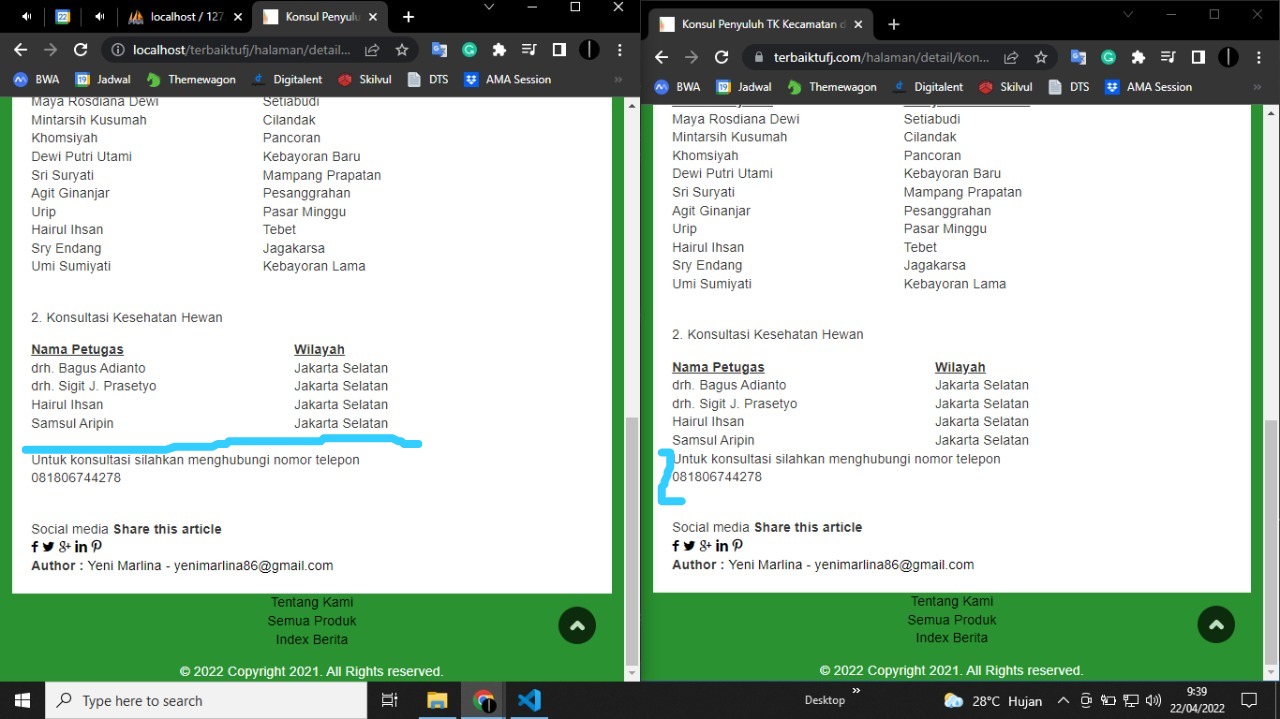 localhost / 127
Konsul Penyulu
localhost/terbaiktufj/halaman/detail...
BWA
Jadwal
Themewagon
Digitalent
Skilvul
DTS
AMA Session
»
Maya Rosdiana Dewi Setiabudi
Mintarsih Kusumah Cilandak
Khomsiyah Pancoran
Dewi Putri Utami Kebayoran Baru
Sri Suryati Mampang Prapatan
Agit Ginanjar Pesanggrahan
Urip Pasar Minggu
Hairul Ihsan Tebet
Sry Endang Jagakarsa
Umi Sumiyati Kebayoran Lama
2. Konsultasi Kesehatan Hewan
Nama Petugas Wilayah
drh. Bagus Adianto Jakarta Selatan
drh. Sigit J. Prasetyo Jakarta Selatan
Hairul Ihsan Jakarta Selatan
Samsul Aripin Jakarta Selatan
Untuk konsultasi silahkan menghubungi nomor telepon
081806744278
Social media Share this article
Author : Yeni Marlina - yenimarlina86@gmail.com
Tentang Kami
Semua Produk
Index Berita
© 2022 Copyright 2021. All Rights reserved.
Konsul Penyuluh TK Kecamatan d
terbaiktufj.com/halaman/detail/kon...
BWA
Jadwal
Themewagon
Digitalent
Skilvul
DTS
AMA Session
»
Maya Rosdiana Dewi Setiabudi
Mintarsih Kusumah Cilandak
Khomsiyah Pancoran
Dewi Putri Utami Kebayoran Baru
Sri Suryati Mampang Prapatan
Agit Ginanjar Pesanggrahan
Urip Pasar Minggu
Hairul Ihsan Tebet
Sry Endang Jagakarsa
Umi Sumiyati Kebayoran Lama
2. Konsultasi Kesehatan Hewan
Nama Petugas Wilayah
drh. Bagus Adianto Jakarta Selatan
drh. Sigit J. Prasetyo Jakarta Selatan
Hairul Ihsan Jakarta Selatan
Samsul Aripin Jakarta Selatan
Untuk konsultasi silahkan menghubungi nomor telepon
081806744278
Social media Share this article
Author : Yeni Marlina - yenimarlina86@gmail.com
Tentang Kami
Semua Produk
Index Berita
© 2022 Copyright 2021. All Rights reserved.
Type here to search
Desktop »
28°C Hujan
9:39
22/04/2022